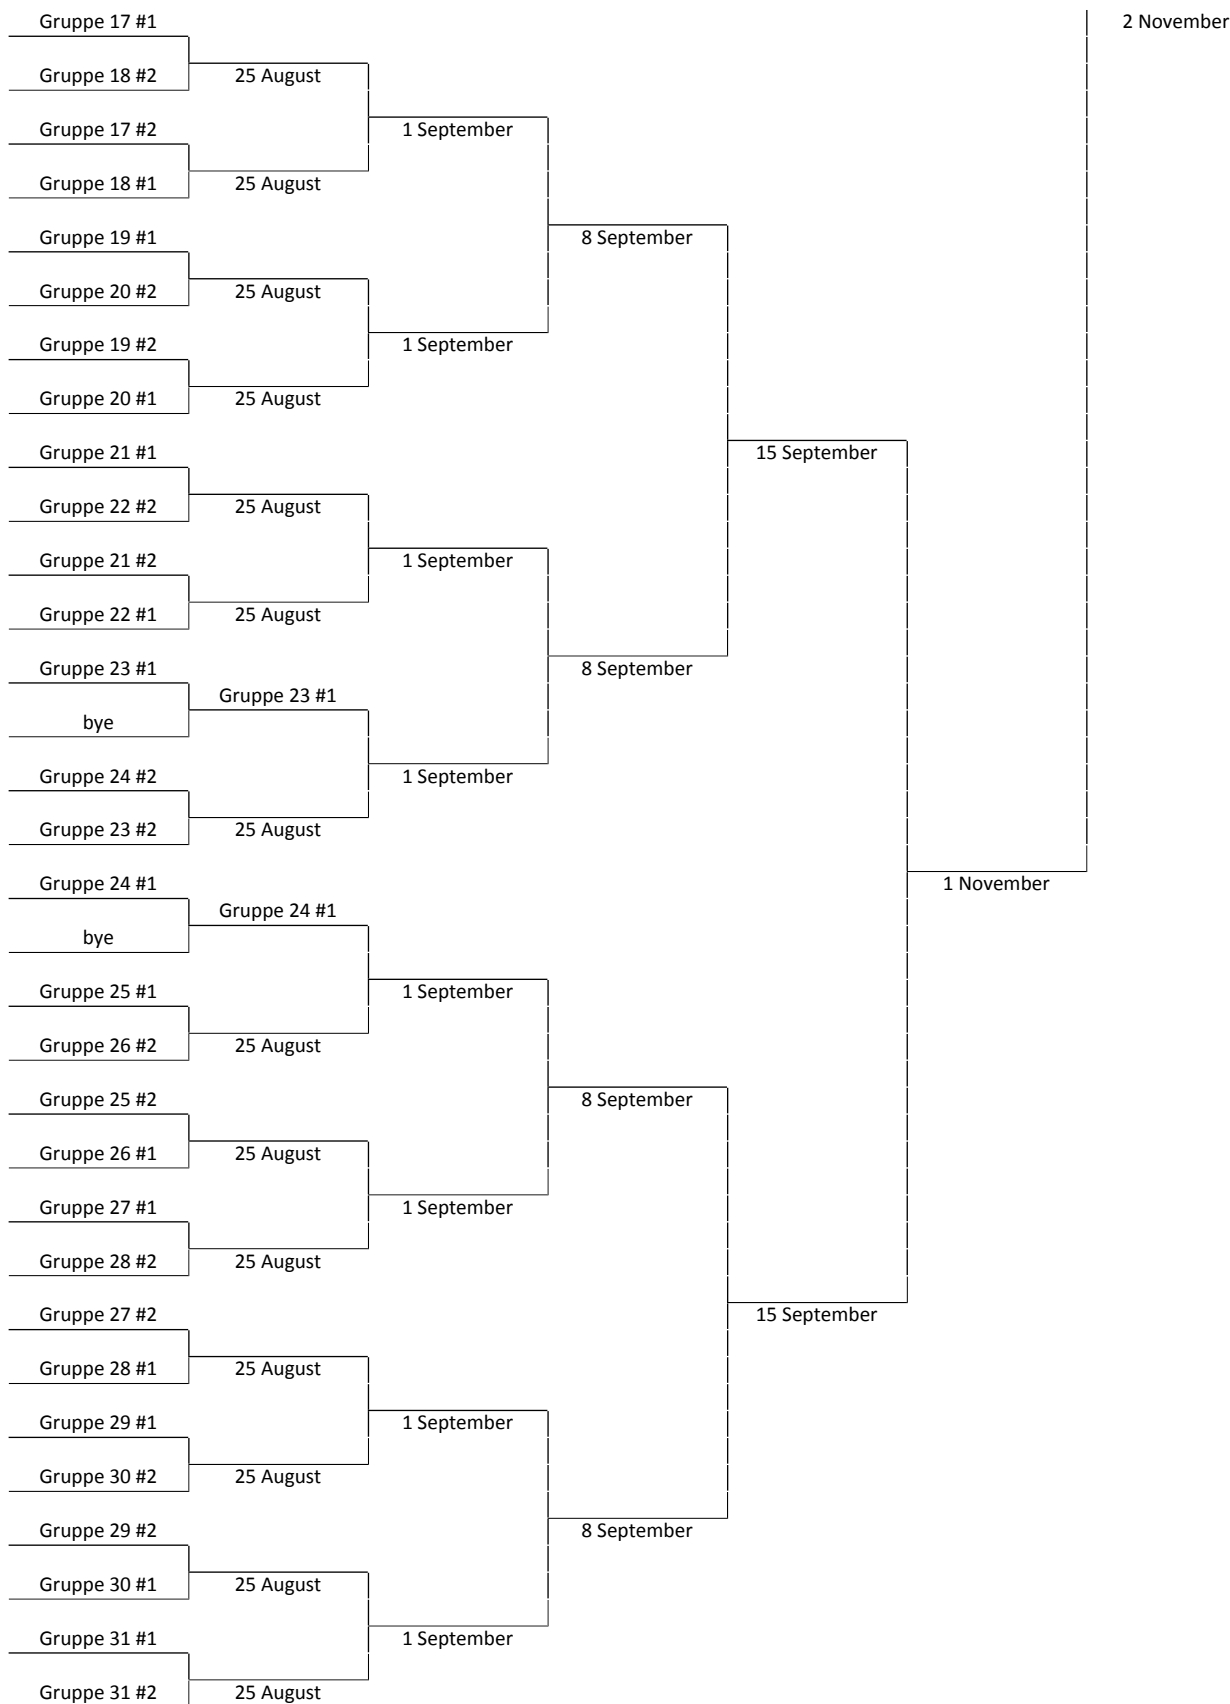 Gruppe 17 #1
2 November
Gruppe 18 #2
25 August
Gruppe 17 #2
1 September
Gruppe 18 #1
25 August
Gruppe 19 #1
8 September
Gruppe 20 #2
25 August
Gruppe 19 #2
1 September
Gruppe 20 #1
25 August
Gruppe 21 #1
15 September
Gruppe 22 #2
25 August
Gruppe 21 #2
1 September
Gruppe 22 #1
25 August
Gruppe 23 #1
8 September
Gruppe 23 #1
bye
Gruppe 24 #2
1 September
Gruppe 23 #2
25 August
Gruppe 24 #1
1 November
Gruppe 24 #1
bye
Gruppe 25 #1
1 September
Gruppe 26 #2
25 August
Gruppe 25 #2
8 September
Gruppe 26 #1
25 August
Gruppe 27 #1
1 September
Gruppe 28 #2
25 August
Gruppe 27 #2
15 September
Gruppe 28 #1
25 August
Gruppe 29 #1
1 September
Gruppe 30 #2
25 August
Gruppe 29 #2
8 September
Gruppe 30 #1
25 August
Gruppe 31 #1
1 September
Gruppe 31 #2
25 August